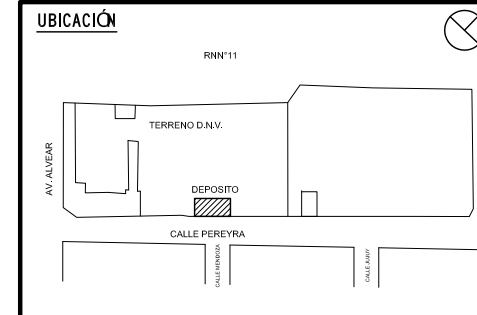 UBICACIÓN
RNN°11
TERRENO D.N.V.
AV. ALVEAR
DEPOSITO
CALLE PEREYRA
CALLE MENDOZA
CALLE JUJUY